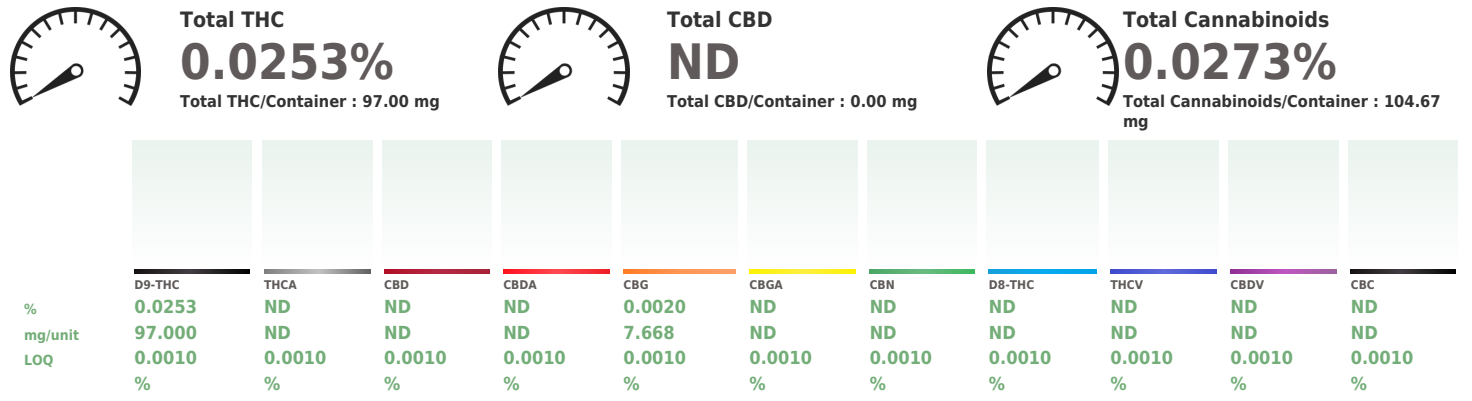 Total THC
0.0253%
Total THC/Container : 97.00 mg
Total CBD
ND
Total CBD/Container : 0.00 mg
Total Cannabinoids
0.0273%
Total Cannabinoids/Container : 104.67
mg
D9-THC THCA CBD CBDA CBG CBGA CBN D8-THC THCV CBDV CBC
% 0.0253 ND ND ND 0.0020 ND ND ND ND ND ND
mg/unit 97.000 ND ND ND 7.668 ND ND ND ND ND ND
LOQ 0.0010 0.0010 0.0010 0.0010 0.0010 0.0010 0.0010 0.0010 0.0010 0.0010 0.0010
% % % % % % % % % % %